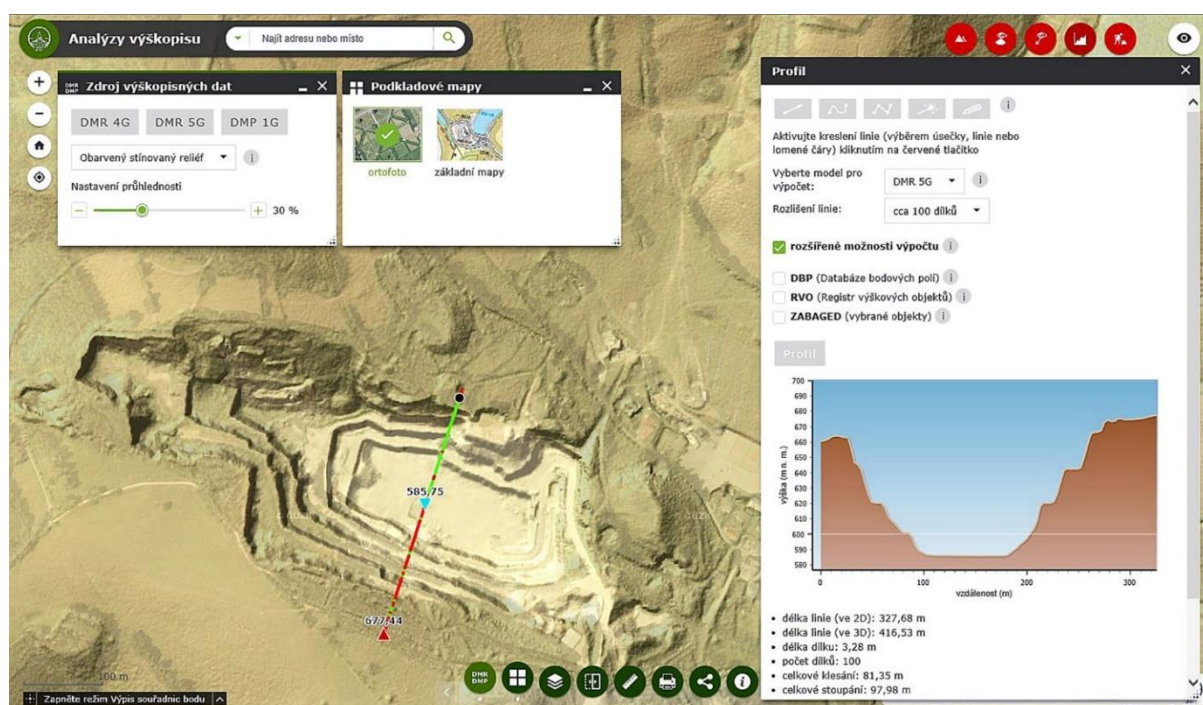 Analýzy výškopisu
Najít adresu nebo místo
Zdroj výškopisných dat
DMR 4G DMR 5G DMP 1G
Obarvený stínovaný reliéf
Nastavení průhlednosti
30 %
Podkladové mapy
ortofoto základní mapy
585,75
677,44
100 m
Zapněte režim Výpis souřadnic bodu
DMR
DMP
Profil
Aktivujte kreslení linie (výběrem úsečky, linie nebo
lomené čáry) kliknutím na červené tlačítko
Vyberte model pro
výpočet:
DMR 5G
Rozlišení linie:
cca 100 dílků
rozšířené možnosti výpočtu
DBP (Databáze bodových polí)
RVO (Registr výškových objektů)
ZABAGED (vybrané objekty)
Profil
výška (m n. m.)
700
690
680
670
660
650
640
630
620
610
600
590
580
0 100 200 300
vzdálenost (m)
• délka linie (ve 2D): 327,68 m
• délka linie (ve 3D): 416,53 m
• délka dílku: 3,28 m
• počet dílků: 100
• celkové klesání: 81,35 m
• celkové stoupání: 97,98 m